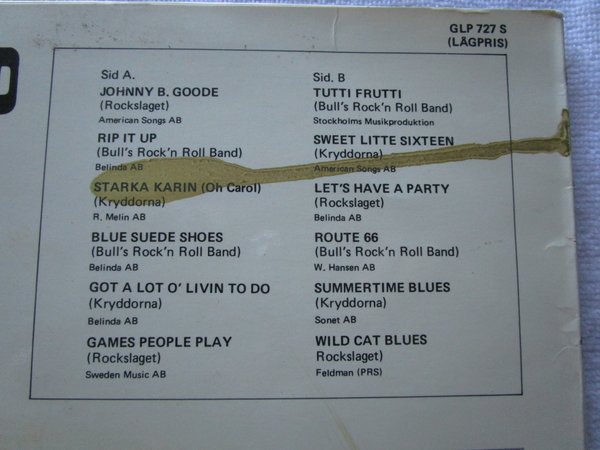 GLP 727 S
(LÅGPRIS)
Sid A.
JOHNNY B. GOODE
(Rockslaget)
American Songs AB
RIP IT UP
(Bull's Rock'n Roll Band)
Belinda AB
STARKA KARIN (Oh Carol)
(Kryddorna)
R. Melin AB
BLUE SUEDE SHOES
(Bull's Rock'n Roll Band)
Belinda AB
GOT A LOT O' LIVIN TO DO
(Kryddorna)
Belinda AB
GAMES PEOPLE PLAY
(Rockslaget)
Sweden Music AB
Sid. B
TUTTI FRUTTI
(Bull's Rock'n Roll Band)
Stockholms Musikproduktion
SWEET LITTE SIXTEEN
(Kryddorna)
American Songs AB
LET'S HAVE A PARTY
(Rockslaget)
Belinda AB
ROUTE 66
(Bull's Rock'n Roll Band)
W. Hansen AB
SUMMERTIME BLUES
(Kryddorna)
Sonet AB
WILD CAT BLUES
Rockslaget)
Feldman (PRS)